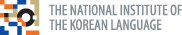 THE NATIONAL INSTITUTE OF
THE KOREAN LANGUAGE